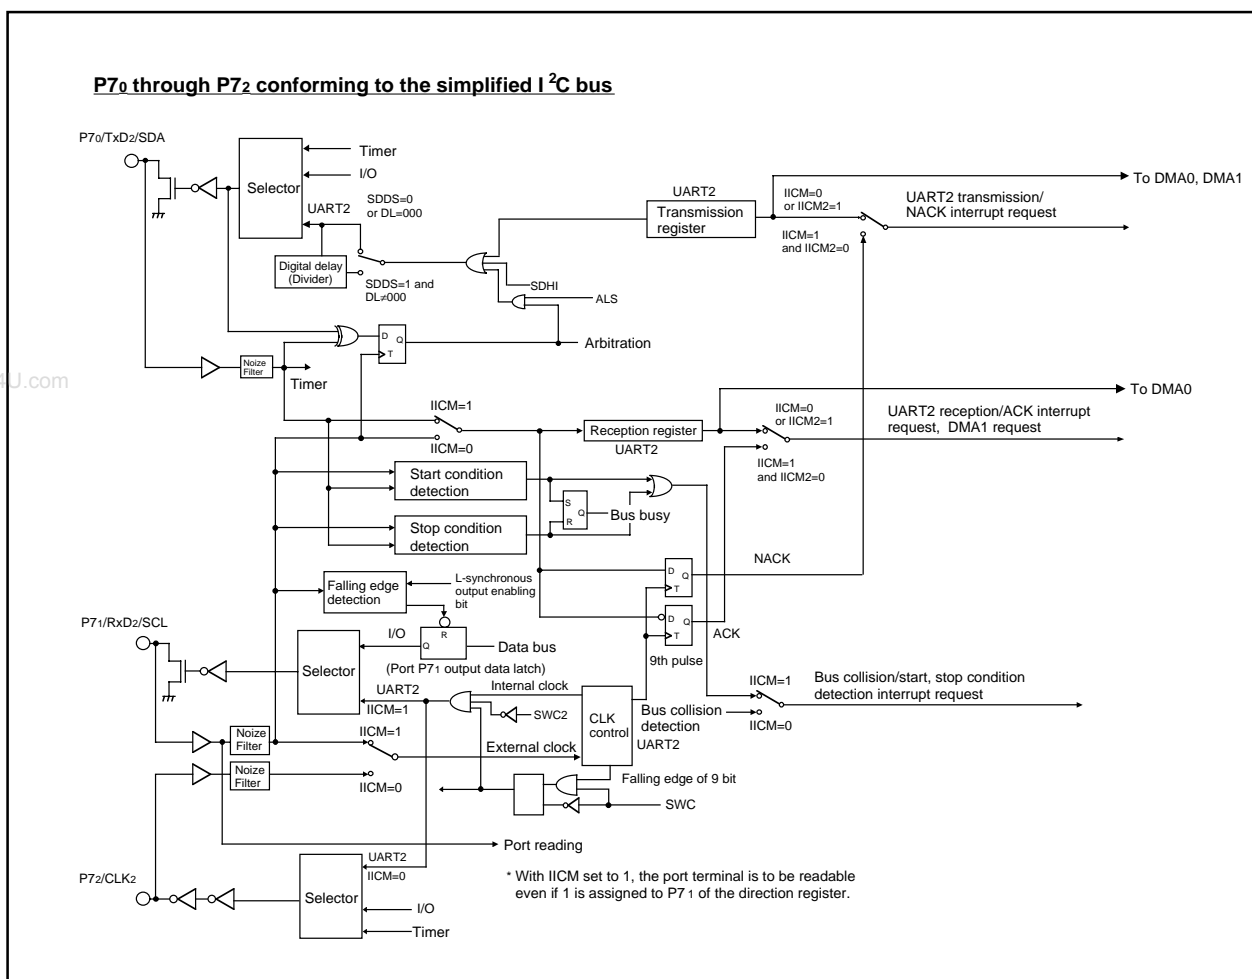 P70 through P72 conforming to the simplified I 2C bus
P70/TxD2/SDA
Selector
Timer
I/O
UART2
SDDS=0
or DL=000
Digital delay
(Divider)
SDDS=1 and
DL≠000
SDHI
ALS
UART2
Transmission
register
To DMA0, DMA1
IICM=0
or IICM2=1
UART2 transmission/
NACK interrupt request
IICM=1
and IICM2=0
D
Q
T
Arbitration
Noize
Filter
Timer
4U.com
To DMA0
IICM=1
IICM=0
Reception register
UART2
IICM=0
or IICM2=1
UART2 reception/ACK interrupt
request, DMA1 request
IICM=1
and IICM2=0
Start condition
detection
S
Q
R
Bus busy
Stop condition
detection
NACK
D
Q
T
Falling edge
detection
L-synchronous
output enabling
bit
D
Q
T
ACK
9th pulse
P71/RxD2/SCL
I/O
R
Q
Data bus
(Port P71 output data latch)
Selector
UART2
IICM=1
Internal clock
SWC2
CLK
control
UART2
Bus collision
detection
IICM=1
IICM=0
Bus collision/start, stop condition
detection interrupt request
Noize
Filter
IICM=1
External clock
Noize
Filter
IICM=0
Falling edge of 9 bit
SWC
Port reading
P72/CLK2
Selector
UART2
IICM=0
I/O
Timer
* With IICM set to 1, the port terminal is to be readable
even if 1 is assigned to P71 of the direction register.